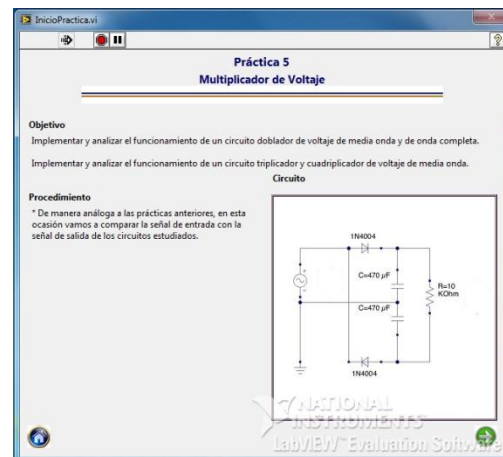 InicioPractica.vi
Práctica 5
Multiplicador de Voltaje
Objetivo
Implementar y analizar el funcionamiento de un circuito doblador de voltaje de media onda y de onda completa.
Implementar y analizar el funcionamiento de un circuito triplicador y cuadriplicador de voltaje de media onda.
Circuito
Procedimiento
* De manera análoga a las prácticas anteriores, en esta
ocasión vamos a comparar la señal de entrada con la
señal de salida de los circuitos estudiados.
1N4004
C=470 µF
R=10
KOhm
C=470 µF
1N4004
NATIONAL
INSTRUMENTS
LabVIEW™ Evaluation Software